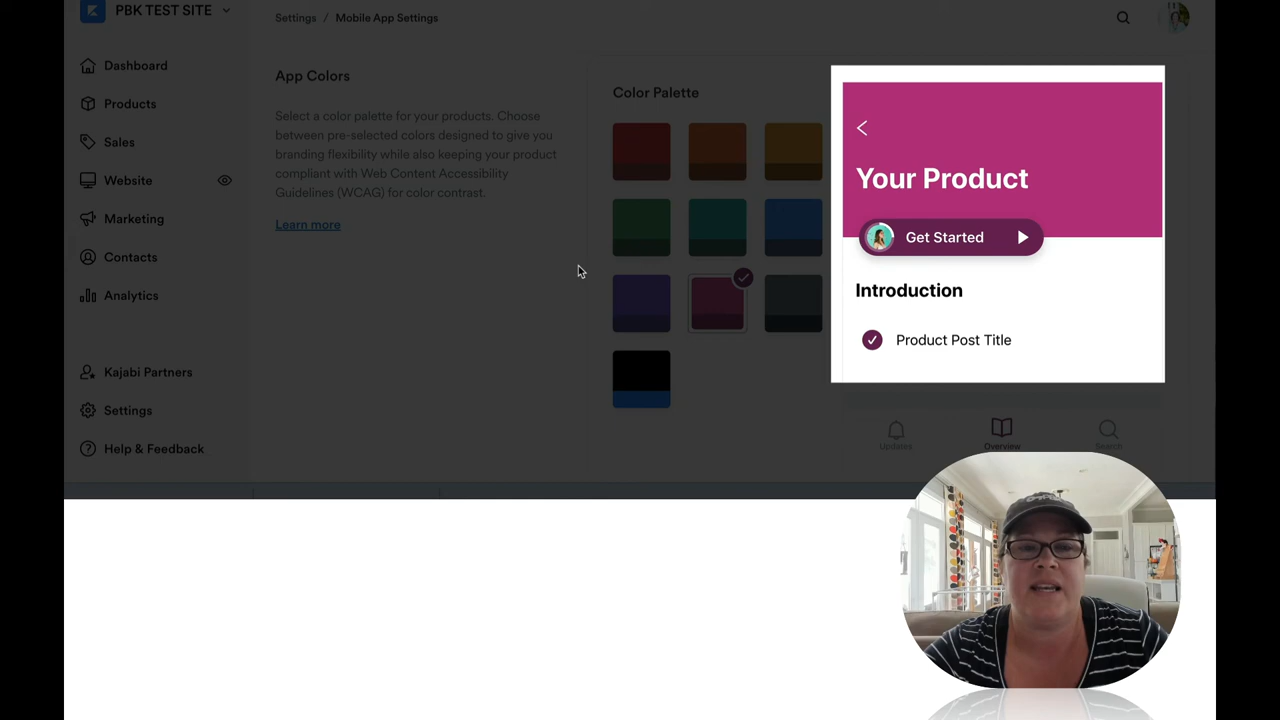 PBK TEST SITE
Settings / Mobile App Settings
Dashboard
Products
Sales
Website
Marketing
Contacts
Analytics
Kajabi Partners
Settings
Help & Feedback
App Colors
Select a color palette for your products. Choose
between pre-selected colors designed to give you
branding flexibility while also keeping your product
compliant with Web Content Accessibility
Guidelines (WCAG) for color contrast.
Learn more
Color Palette
Your Product
Get Started
Introduction
Product Post Title
Updates
Overview
Search